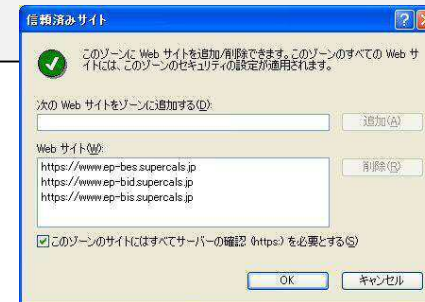 信頼済みサイト
このゾーンに Web サイトを追加/削除できます。このゾーンのすべての Web サ
イトには、このゾーンのセキュリティの設定が適用されます。
次の Web サイトをゾーンに追加する(D):
追加(A)
Web サイト(W):
https://www.ep-bes.supercals.jp
https://www.ep-bid.supercals.jp
https://www.ep-bis.supercals.jp
削除(R)
このゾーンのサイトにはすべてサーバーの確認 (https:) を必要とする(S)
OK
キャンセル